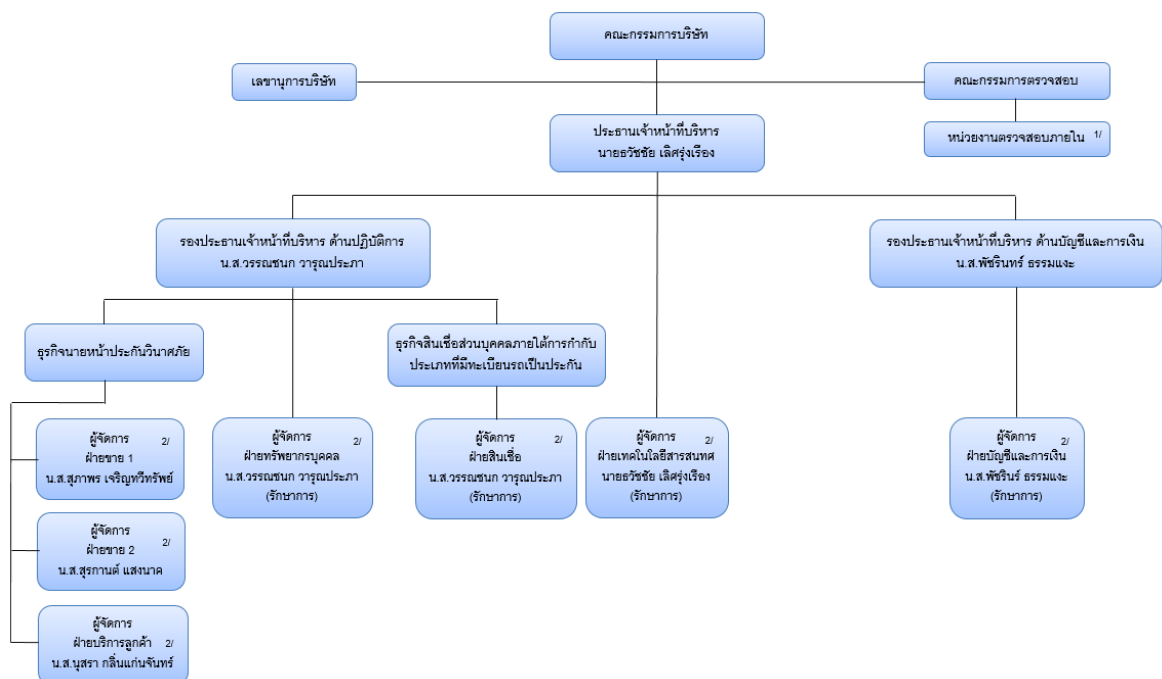 คณะกรรมการบริษัท
เลขานุการบริษัท
คณะกรรมการตรวจสอบ
ประธานเจ้าหน้าที่บริหาร
นายธวัชชัย เลิศรุ่งเรือง
หน่วยงานตรวจสอบภายใน 1/
รองประธานเจ้าหน้าที่บริหาร ด้านปฏิบัติการ
น.ส.วรรณชนก วารุณประภา
รองประธานเจ้าหน้าที่บริหาร ด้านบัญชีและการเงิน
น.ส.พัชรินทร์ ธรรมแงะ
ธุรกิจนายหน้าประกันวินาศภัย
ธุรกิจสินเชื่อส่วนบุคคลภายใต้การกำกับ
ประเภทที่มีทะเบียนรถเป็นประกัน
ผู้จัดการ 2/
ฝ่ายขาย 1
น.ส.สุภาพร เจริญทวีทรัพย์
ผู้จัดการ 2/
ฝ่ายทรัพยากรบุคคล
น.ส.วรรณชนก วารุณประภา
(รักษาการ)
ผู้จัดการ 2/
ฝ่ายสินเชื่อ
น.ส.วรรณชนก วารุณประภา
(รักษาการ)
ผู้จัดการ 2/
ฝ่ายเทคโนโลยีสารสนทศ
นายธวัชชัย เลิศรุ่งเรือง
(รักษาการ)
ผู้จัดการ 2/
ฝ่ายบัญชีและการเงิน
น.ส.พัชรินร์ ธรรมแงะ
(รักษาการ)
ผู้จัดการ
ฝ่ายขาย 2 2/
น.ส.สุรกานต์ แสงนาค
ผู้จัดการ
ฝ่ายบริการลูกค้า 2/
น.ส.นุสรา กลิ่นแก่นจันทร์